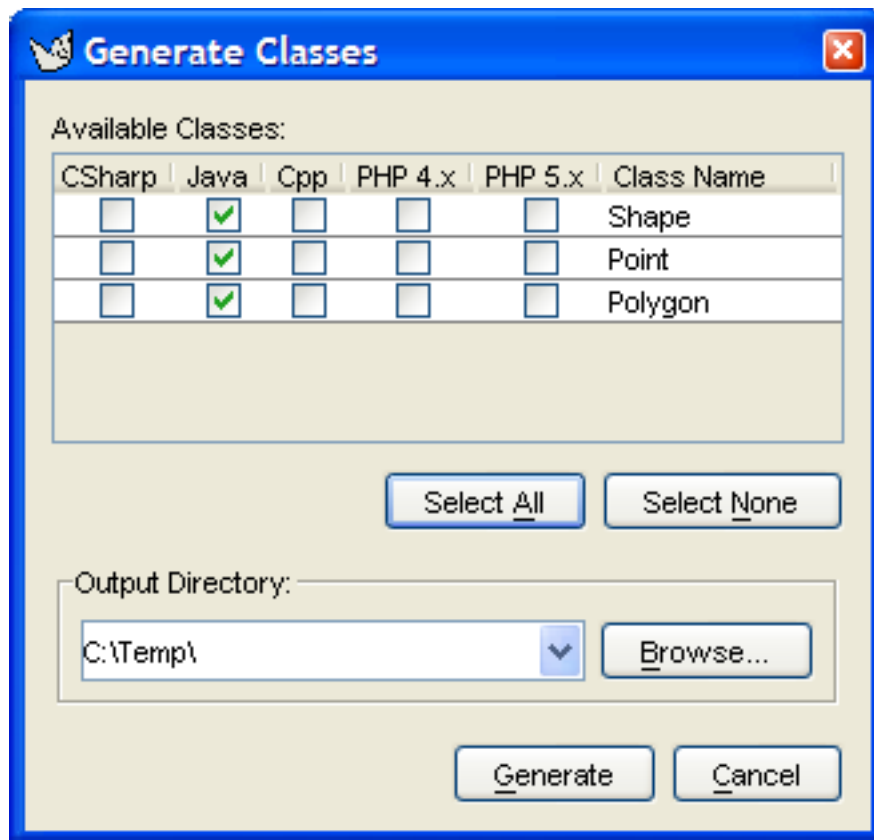 Generate Classes
Available Classes:
CSharp Java Cpp PHP 4.x PHP 5.x Class Name
Shape
Point
Polygon
Select All Select None
Output Directory:
C:\Temp\ Browse...
Generate Cancel